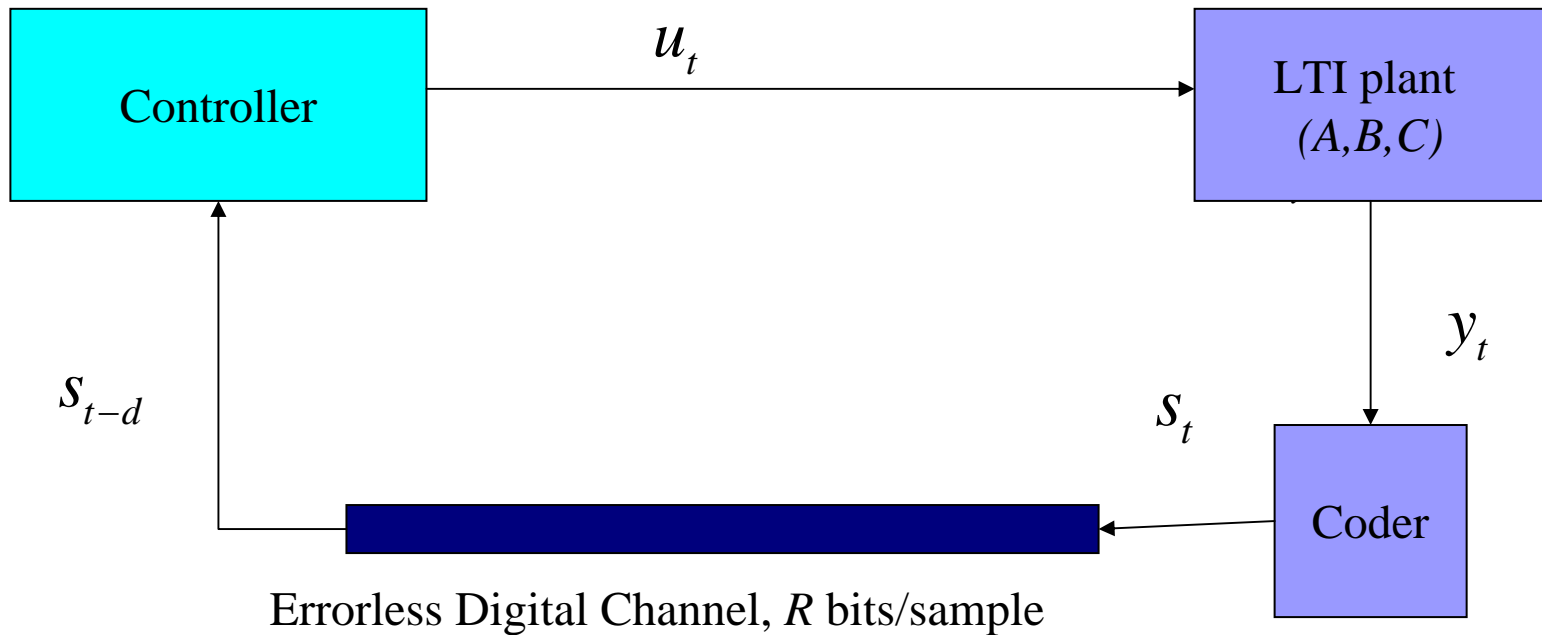 Controller
u_t
LTI plant
(A,B,C)
y_t
s_{t-d}
s_t
Coder
Errorless Digital Channel, R bits/sample